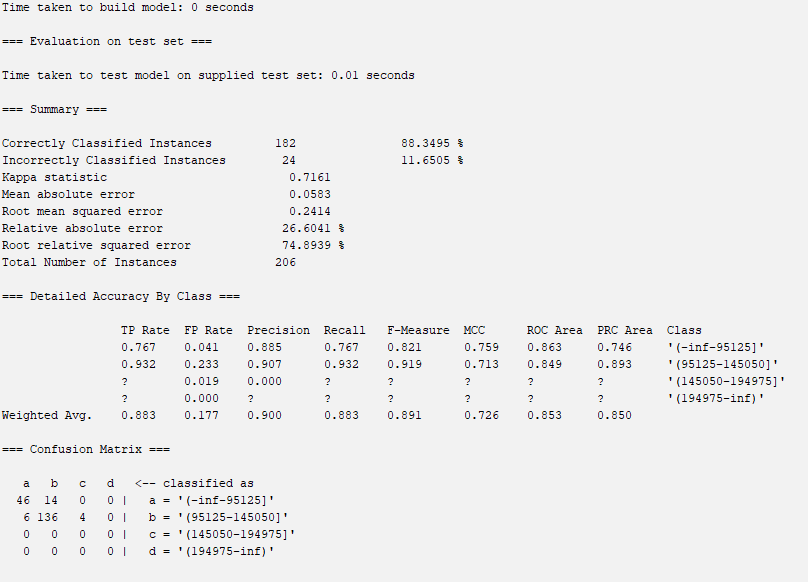 Time taken to build model: 0 seconds
=== Evaluation on test set ===
Time taken to test model on supplied test set: 0.01 seconds
=== Summary ===
Correctly Classified Instances         182               88.3495 %
Incorrectly Classified Instances        24               11.6505 %
Kappa statistic                          0.7161
Mean absolute error                      0.0583
Root mean squared error                  0.2414
Relative absolute error                 26.6041 %
Root relative squared error             74.8939 %
Total Number of Instances              206
=== Detailed Accuracy By Class ===
                 TP Rate  FP Rate  Precision  Recall   F-Measure  MCC      ROC Area  PRC Area  Class
                 0.767    0.041    0.885      0.767    0.821      0.759    0.863     0.746     '(-inf-95125]'
                 0.932    0.233    0.907      0.932    0.919      0.713    0.849     0.893     '(95125-145050]'
                 ?        0.019    0.000      ?        ?          ?        ?         ?         '(145050-194975]'
                 ?        0.000    ?          ?        ?          ?        ?         ?         '(194975-inf)'
Weighted Avg.    0.883    0.177    0.900      0.883    0.891      0.726    0.853     0.850
=== Confusion Matrix ===
   a   b   c   d   <-- classified as
  46  14   0   0 |   a = '(-inf-95125]'
   6 136   4   0 |   b = '(95125-145050]'
   0   0   0   0 |   c = '(145050-194975]'
   0   0   0   0 |   d = '(194975-inf)'